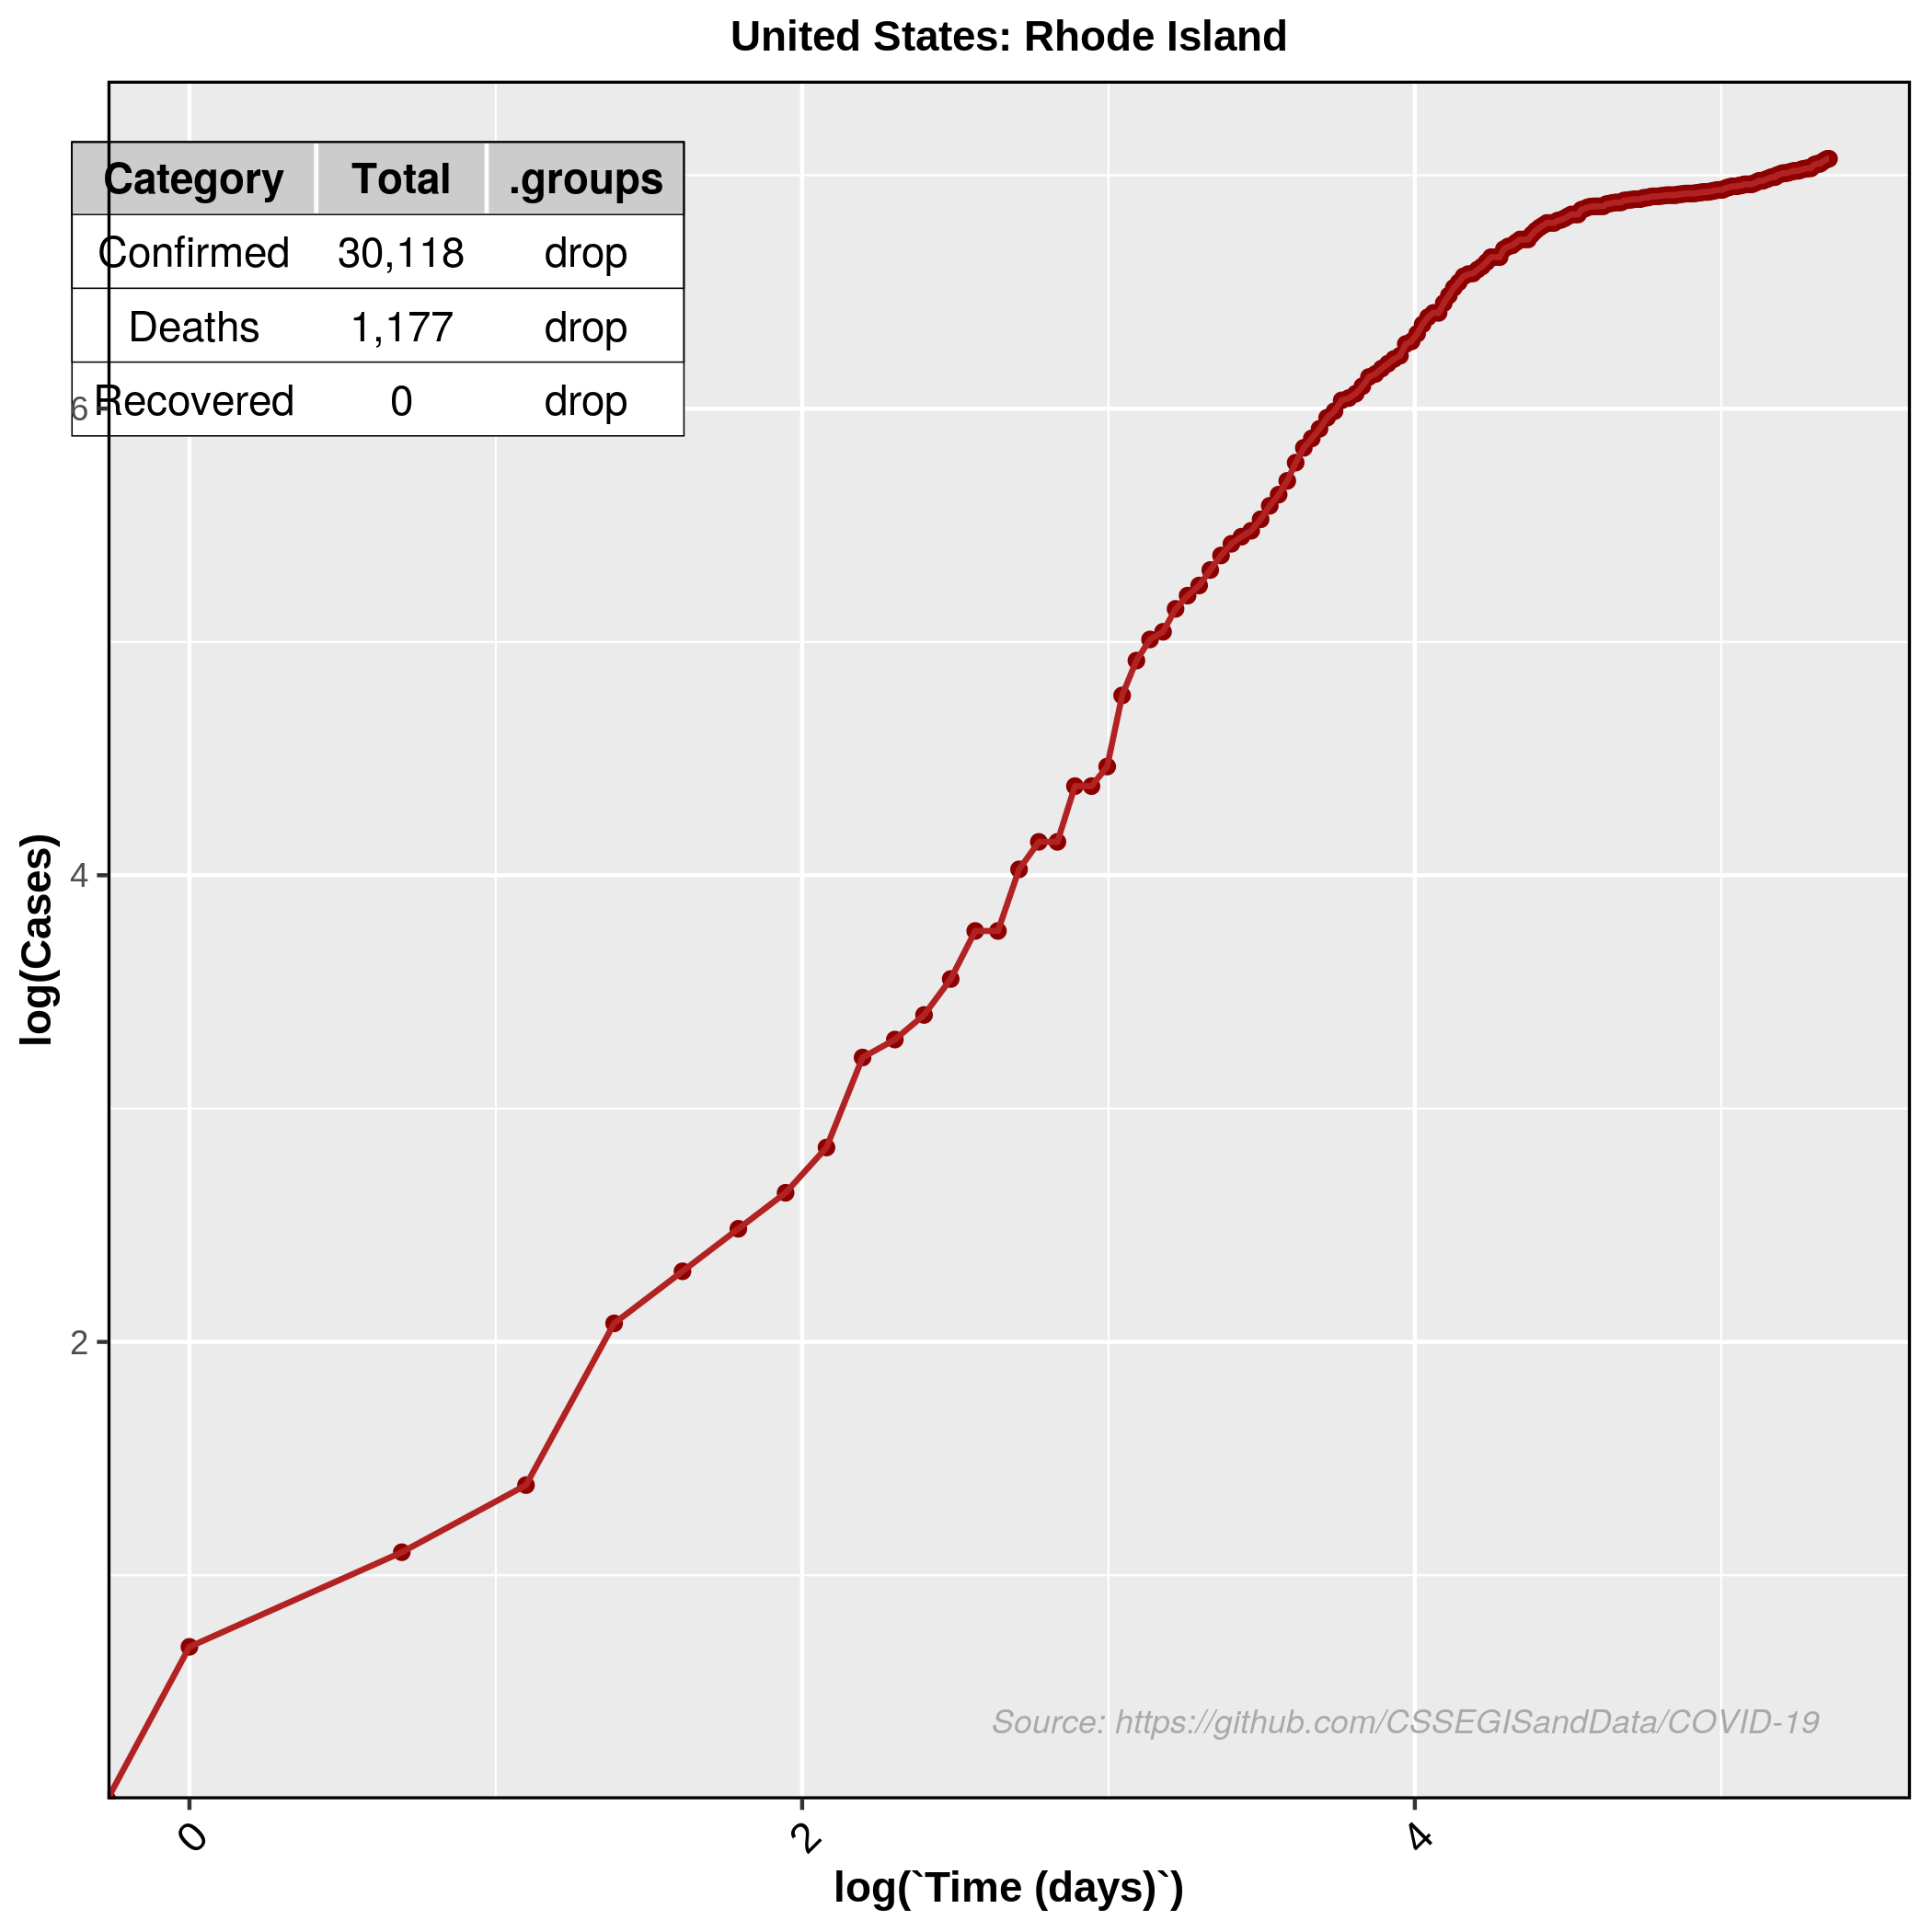 United States: Rhode Island
Category Total .groups
Confirmed 30,118 drop
Deaths 1,177 drop
Recovered 0 drop
6
4
2
log(Cases)
Source: https://github.com/CSSEGISandData/COVID-19
0 2 4
log(`Time (days)`)